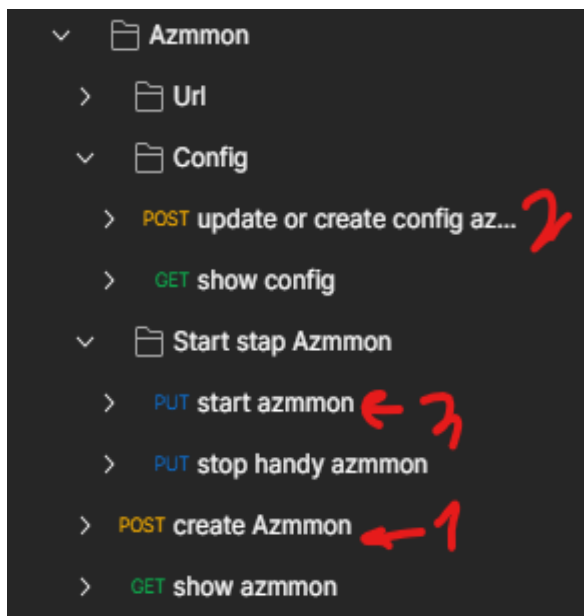 Azmmon
Url
Config
POST update or create config az... 2
GET show config
Start stap Azmmon
PUT start azmmon 3
PUT stop handy azmmon
POST create Azmmon 1
GET show azmmon